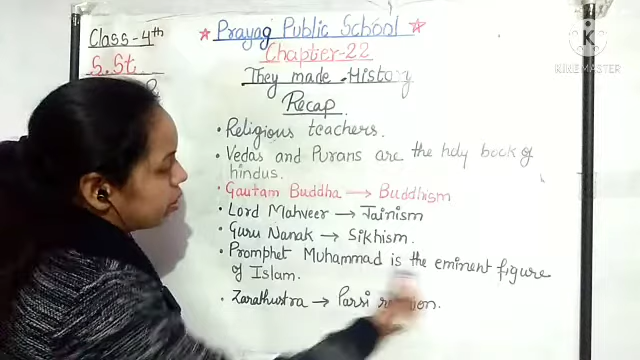 Class-4th
★ Prayag Public School ★
S.St
Chapter-22
They made History
Recap
• Religious teachers.
• Vedas and Purans are the holy book of
hindus.
• Gautam Buddha → Buddhism
• Lord Mahveer → Jainism
• Guru Nanak → Sikhism.
• Promphet Muhammad is the eminent figure
of Islam.
• Zarathustra → Parsi
K
KINEMASTER